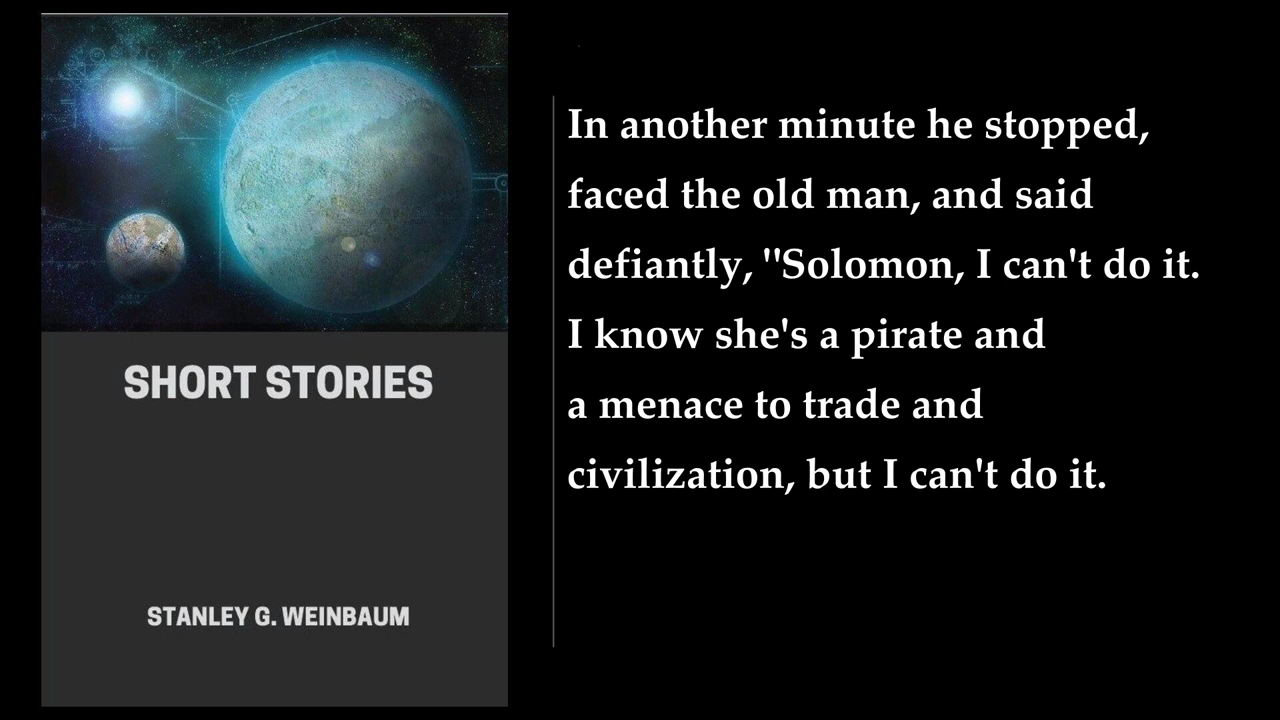 SHORT STORIES
STANLEY G. WEINBAUM
In another minute he stopped,
faced the old man, and said
defiantly, "Solomon, I can't do it.
I know she's a pirate and
a menace to trade and
civilization, but I can't do it.